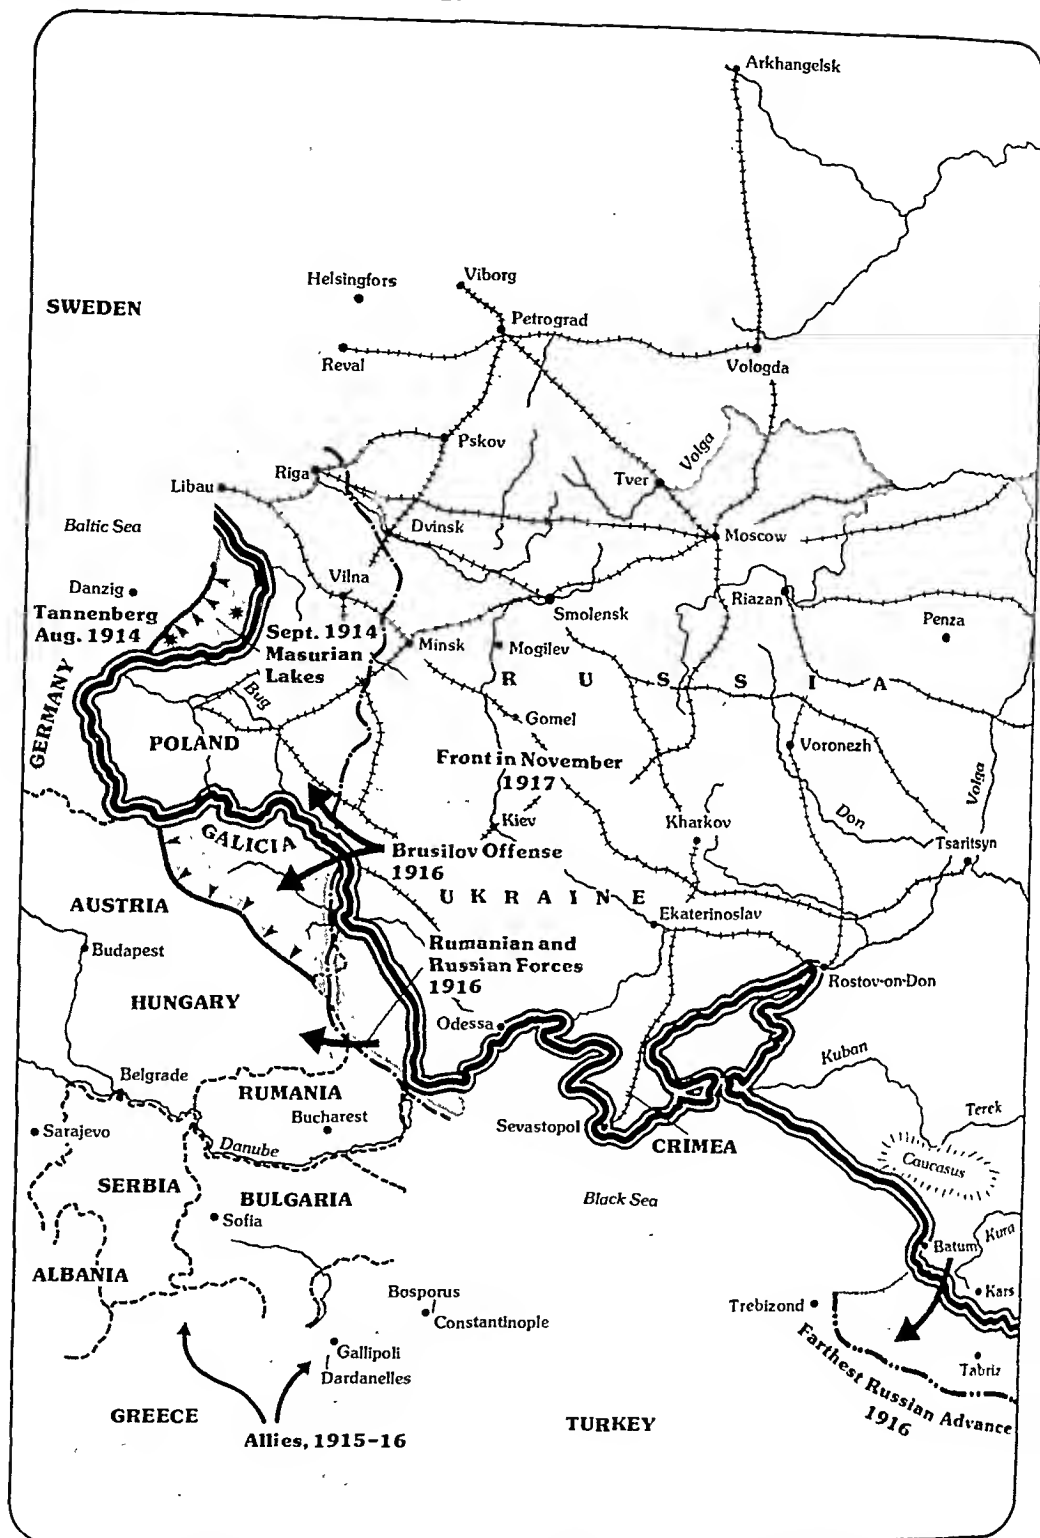 Arkhangelsk
Helsingfors
Viborg
SWEDEN
Petrograd
Reval
Vologda
Pskov
Volga
Riga
Tver
Libau
Baltic Sea
Dvinsk
Moscow
Danzig
Vilna
Riazan
Tannenberg
Aug. 1914
Smolensk
Penza
Sept. 1914
Masurian
Lakes
Minsk
Mogilev
GERMANY
RUSSIA
Bug
Gomel
POLAND
Voronezh
Front in November
1917
Volga
Don
GALICIA
Kiev
Kharkov
Tsaritsyn
Brusilov Offense
1916
UKRAINE
AUSTRIA
Ekaterinoslav
Budapest
Rumanian and
Russian Forces
1916
Rostov-on-Don
HUNGARY
Odessa
Kuban
Belgrade
RUMANIA
Bucharest
Terek
Sarajevo
Sevastopol
CRIMEA
Danube
Caucasus
SERBIA
BULGARIA
Black Sea
Sofia
Kura
Batum
ALBANIA
Bosporus
Kars
Trebizond
Constantinople
Gallipoli
Dardanelles
Tabriz
Farthest Russian Advance
1916
GREECE
TURKEY
Allies, 1915-16